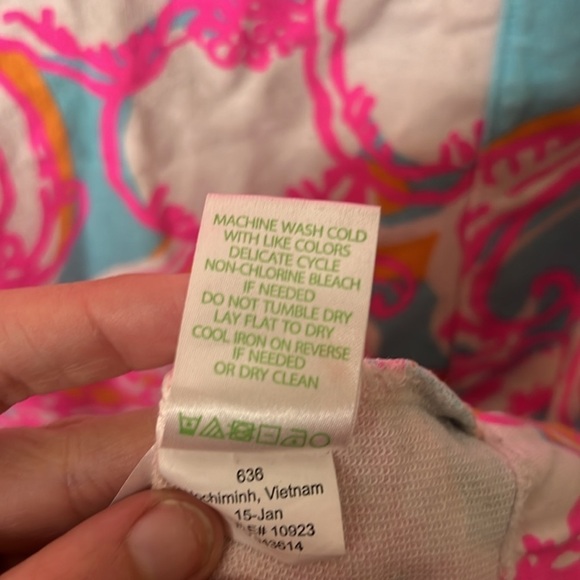 MACHINE WASH COLD
WITH LIKE COLORS
DELICATE CYCLE
NON-CHLORINE BLEACH
IF NEEDED
DO NOT TUMBLE DRY
LAY FLAT TO DRY
COOL IRON ON REVERSE
IF NEEDED
OR DRY CLEAN
636
Vietnam
15-Jan
10923